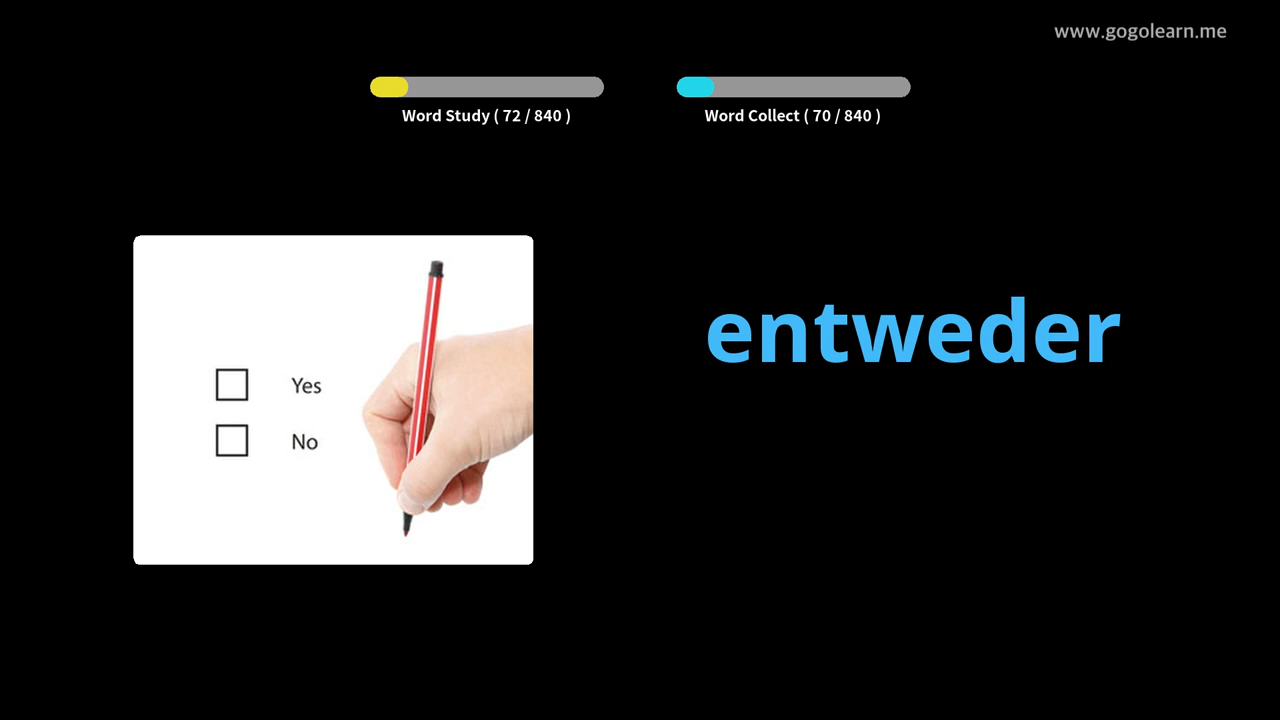 www.gogolearn.me
Word Study ( 72 / 840 )
Word Collect ( 70 / 840 )
entweder
Yes
No